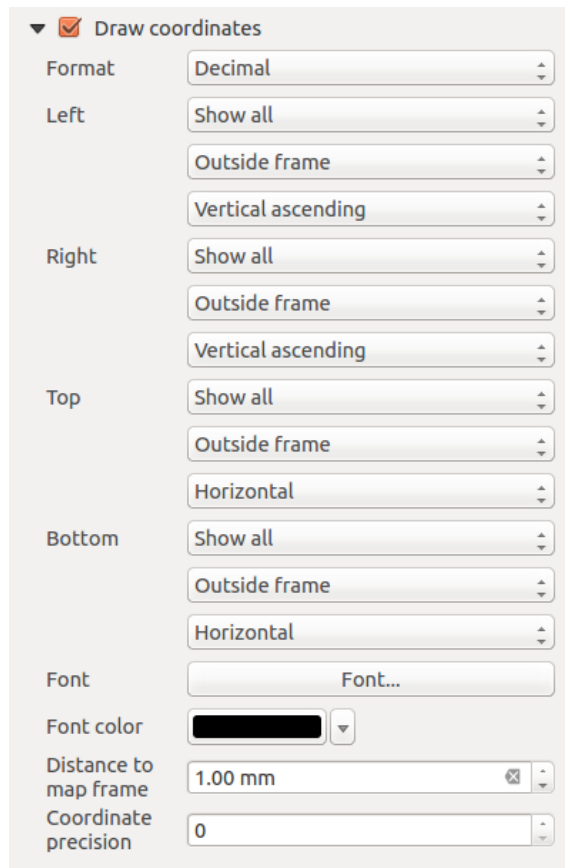 Draw coordinates
Format Decimal
Left Show all
Outside frame
Vertical ascending
Right Show all
Outside frame
Vertical ascending
Top Show all
Outside frame
Horizontal
Bottom Show all
Outside frame
Horizontal
Font Font...
Font color
Distance to
map frame 1.00 mm
Coordinate
precision 0